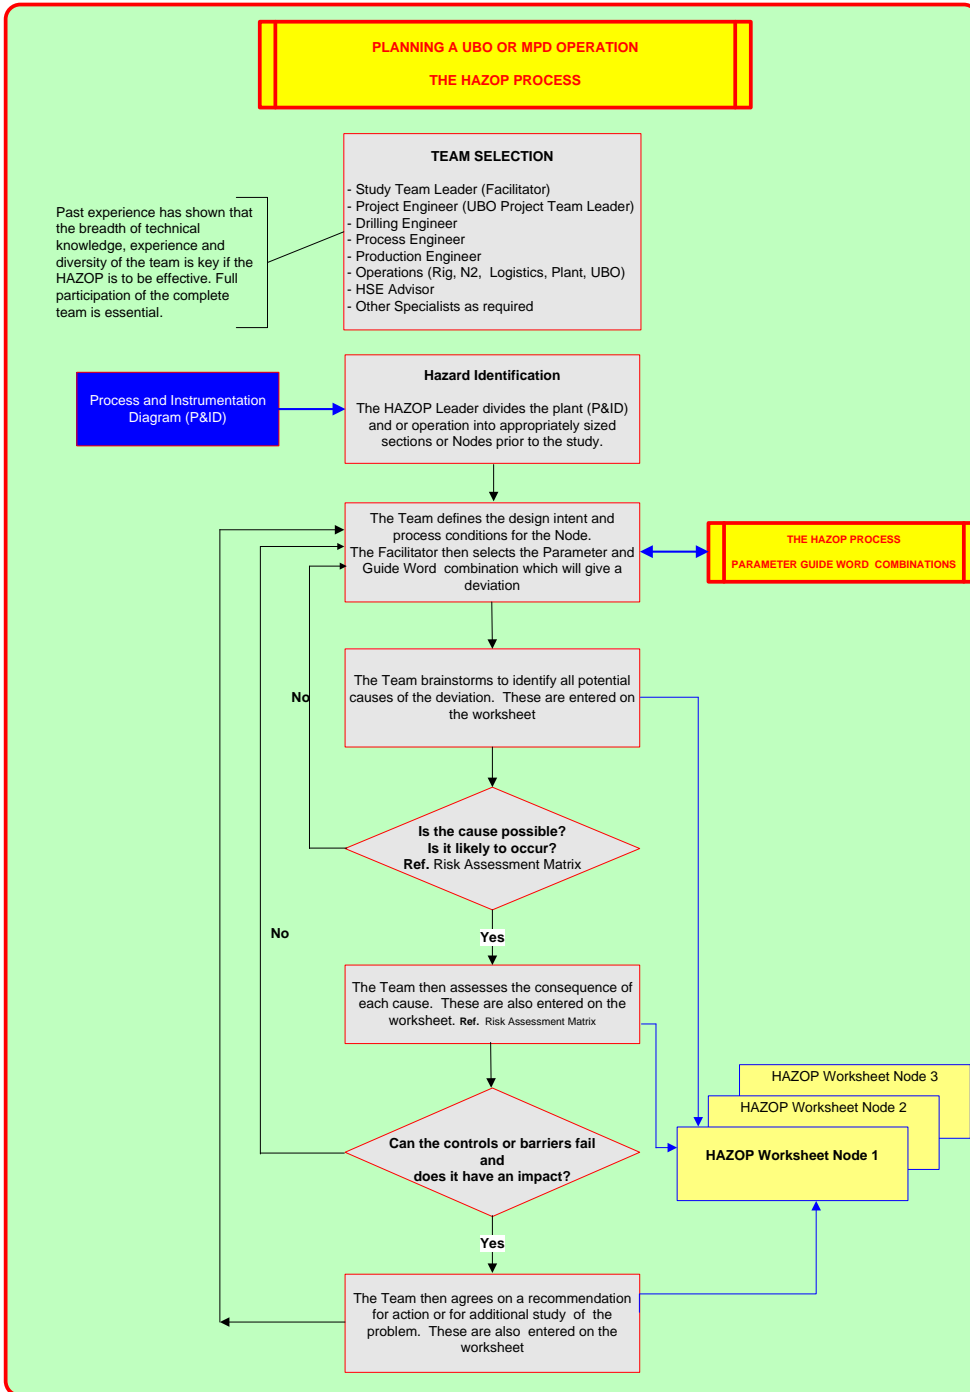 PLANNING A UBO OR MPD OPERATION
THE HAZOP PROCESS
TEAM SELECTION
- Study Team Leader (Facilitator)
- Project Engineer (UBO Project Team Leader)
- Drilling Engineer
- Process Engineer
- Production Engineer
- Operations (Rig, N2, Logistics, Plant, UBO)
- HSE Advisor
- Other Specialists as required
Past experience has shown that
the breadth of technical
knowledge, experience and
diversity of the team is key if the
HAZOP is to be effective. Full
participation of the complete
team is essential.
Process and Instrumentation
Diagram (P&ID)
Hazard Identification
The HAZOP Leader divides the plant (P&ID)
and or operation into appropriately sized
sections or Nodes prior to the study.
The Team defines the design intent and
process conditions for the Node.
The Facilitator then selects the Parameter and
Guide Word combination which will give a
deviation
THE HAZOP PROCESS
PARAMETER GUIDE WORD COMBINATIONS
The Team brainstorms to identify all potential
causes of the deviation. These are entered on
the worksheet
No
Is the cause possible?
Is it likely to occur?
Ref. Risk Assessment Matrix
No
Yes
The Team then assesses the consequence of
each cause. These are also entered on the
worksheet. Ref. Risk Assessment Matrix
HAZOP Worksheet Node 3
HAZOP Worksheet Node 2
HAZOP Worksheet Node 1
Can the controls or barriers fail
and
does it have an impact?
Yes
The Team then agrees on a recommendation
for action or for additional study of the
problem. These are also entered on the
worksheet